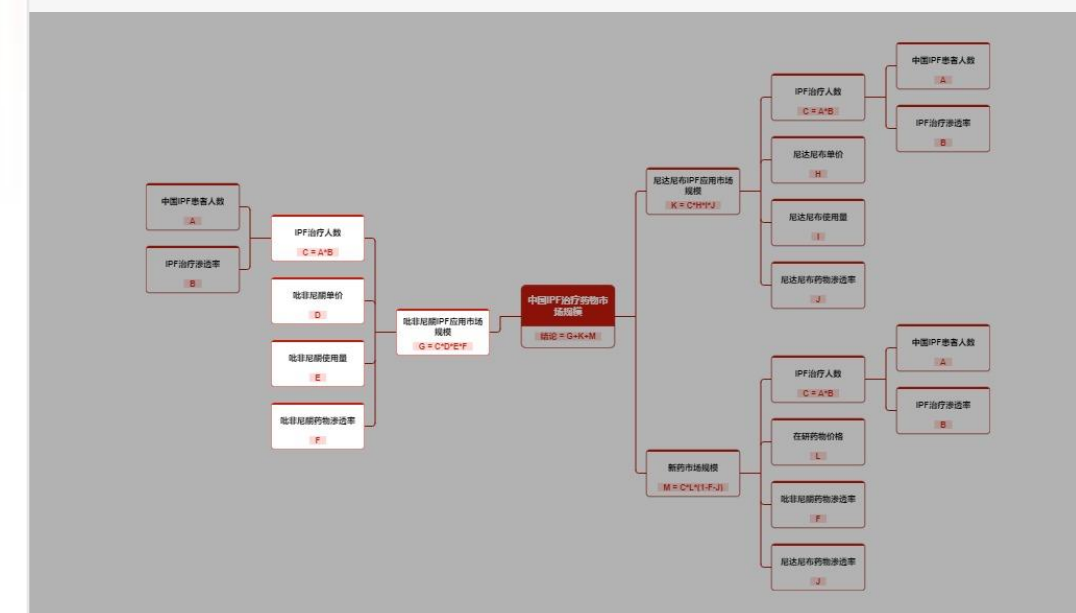 中国IPF患者人数
A
IPF治疗渗透率
B
IPF治疗人数
C = A*B
吡非尼酮单价
D
吡非尼酮使用量
E
吡非尼酮药物渗透率
F
吡非尼酮IPF应用市场
规模
G = C*D*E*F
中国IPF治疗药物市
场规模
结论 = G+K+M
尼达尼布IPF应用市场
规模
K = C*H*I*J
IPF治疗人数
C = A*B
中国IPF患者人数
A
IPF治疗渗透率
B
尼达尼布单价
H
尼达尼布使用量
I
尼达尼布药物渗透率
J
新药市场规模
M = C*L*(1-F-J)
IPF治疗人数
C = A*B
中国IPF患者人数
A
IPF治疗渗透率
B
在研药物价格
L
吡非尼酮药物渗透率
F
尼达尼布药物渗透率
J